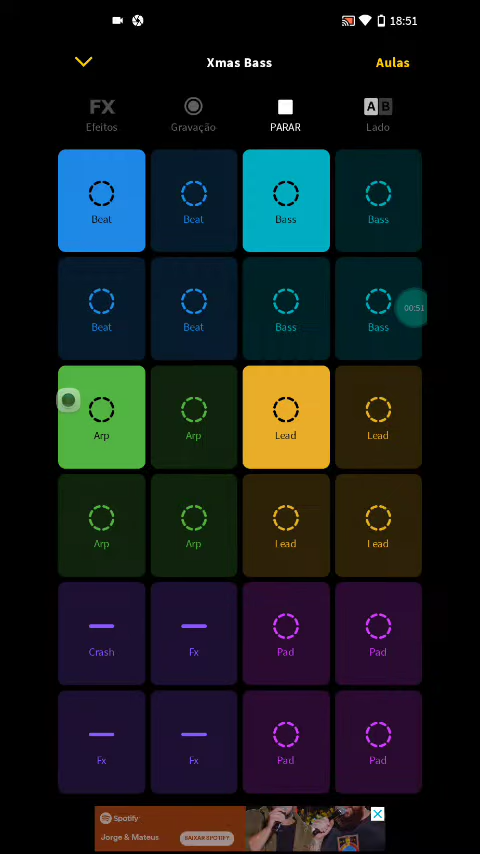 18:51
Xmas Bass Aulas
FX A B
Efeitos Gravação PARAR Lado
Beat Beat Bass Bass
Beat Beat Bass Bass
00:51
Arp Arp Lead Lead
Arp Arp Lead Lead
Crash Fx Pad Pad
Fx Fx Pad Pad
Spotify
Jorge & Mateus BAIXAR SPOTIFY